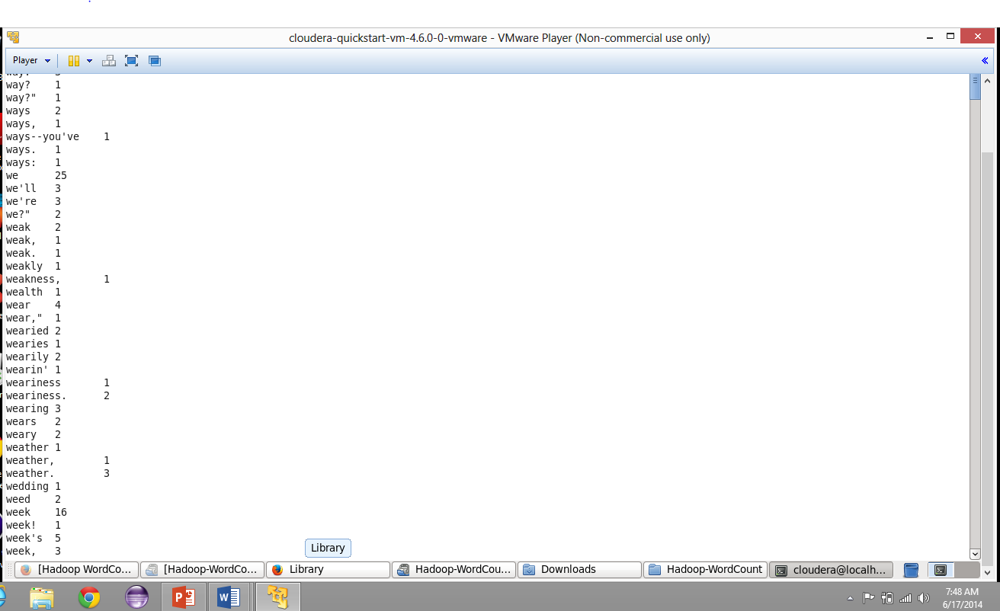 cloudera-quickstart-vm-4.6.0-0-vmware - VMware Player (Non-commercial use only)
Player
way? 1
way?" 1
ways 2
ways, 1
ways--you've 1
ways. 1
ways: 1
we 25
we'll 3
we're 3
we?" 2
weak 2
weak, 1
weak. 1
weakly 1
weakness, 1
wealth 1
wear 4
wear," 1
wearied 2
wearies 1
wearily 2
wearin' 1
weariness 1
weariness. 2
wearing 3
wears 2
weary 2
weather 1
weather, 1
weather. 3
wedding 1
weed 2
week 16
week! 1
week's 5
week, 3
Library
[Hadoop WordCo... [Hadoop-WordCo... Library Hadoop-WordCou... Downloads Hadoop-WordCount cloudera@localh...
7:48 AM
6/17/2014